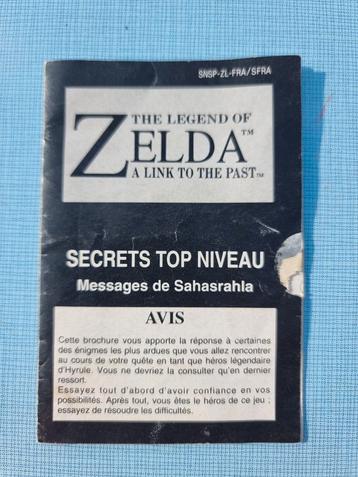 SNSP-ZL-FRA/SFRA
THE LEGEND OF
ZELDA™
A LINK TO THE PAST™
SECRETS TOP NIVEAU
Messages de Sahasrahla
AVIS
Cette brochure vous apporte la réponse à certaines
des énigmes les plus ardues que vous allez rencontrer
au cours de votre quête en tant que héros légendaire
d'Hyrule. Vous ne devriez la consulter qu'en dernier
ressort.
Essayez tout d'abord d'avoir confiance en vos
possibilités. Après tout, vous êtes le héros de ce jeu ;
essayez de résoudre les difficultés.